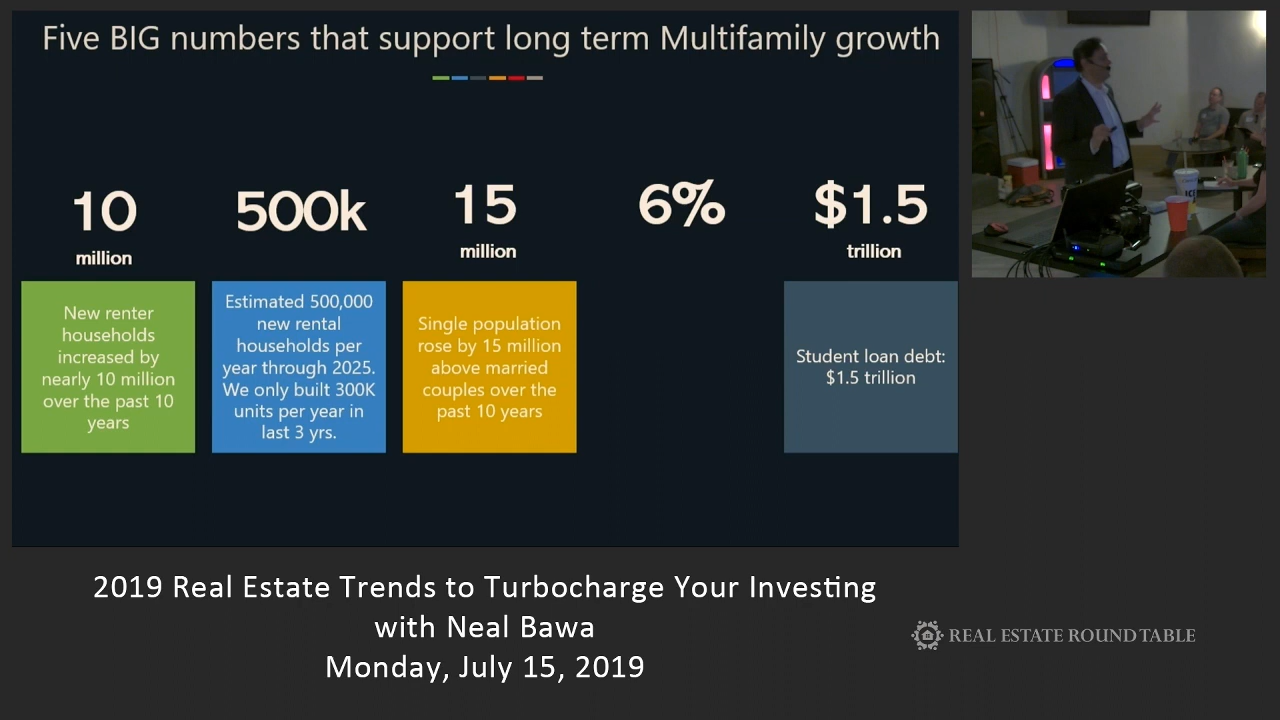 Five BIG numbers that support long term Multifamily growth
10
million
New renter
households
increased by
nearly 10 million
over the past 10
years
500k
Estimated 500,000
new rental
households per
year through 2025.
We only built 300K
units per year in
last 3 yrs.
15
million
Single population
rose by 15 million
above married
couples over the
past 10 years
6%
$1.5
trillion
Student loan debt:
$1.5 trillion
ICE
2019 Real Estate Trends to Turbocharge Your Investing
with Neal Bawa
Monday, July 15, 2019
REAL ESTATE ROUND TABLE